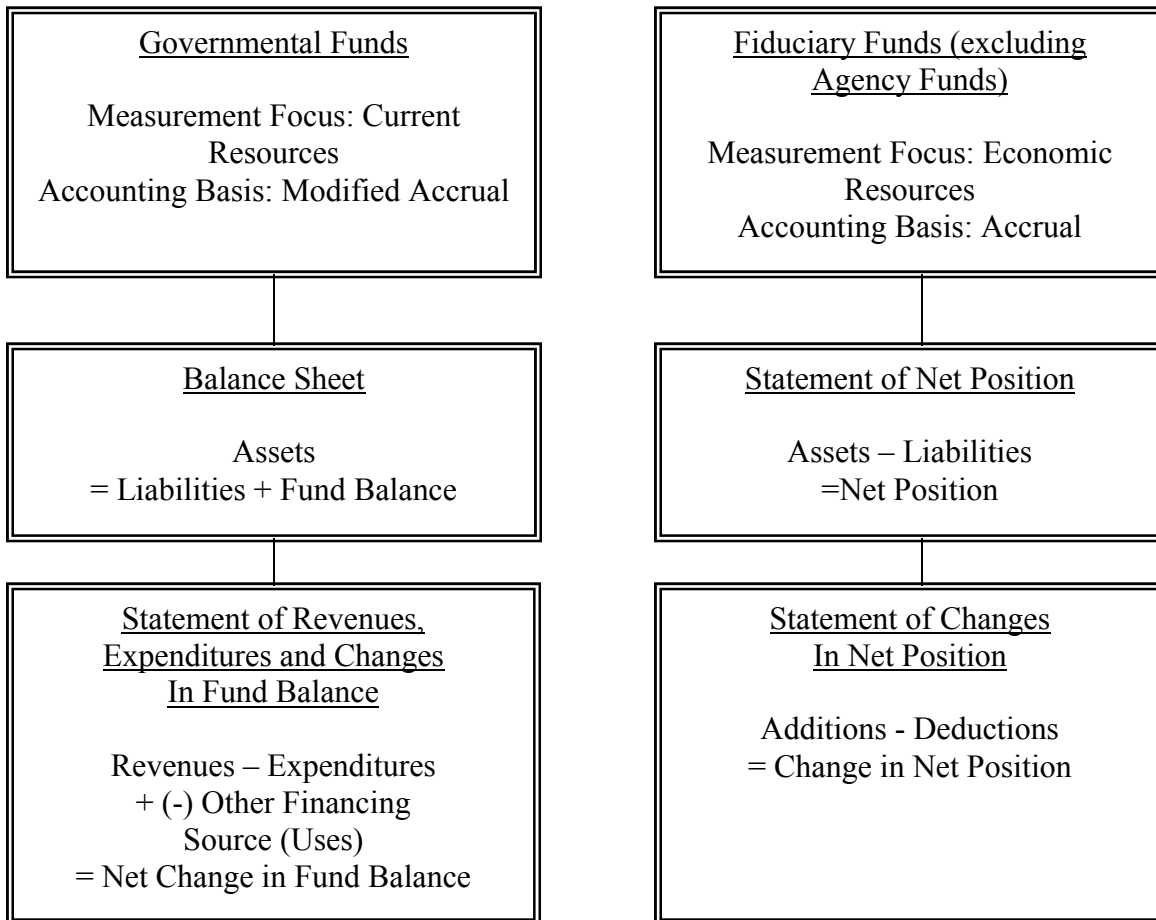 Governmental Funds
Measurement Focus: Current
Resources
Accounting Basis: Modified Accrual
Balance Sheet
Assets
= Liabilities + Fund Balance
Statement of Revenues,
Expenditures and Changes
In Fund Balance
Revenues – Expenditures
+ (-) Other Financing
Source (Uses)
= Net Change in Fund Balance
Fiduciary Funds (excluding
Agency Funds)
Measurement Focus: Economic
Resources
Accounting Basis: Accrual
Statement of Net Position
Assets – Liabilities
=Net Position
Statement of Changes
In Net Position
Additions - Deductions
= Change in Net Position